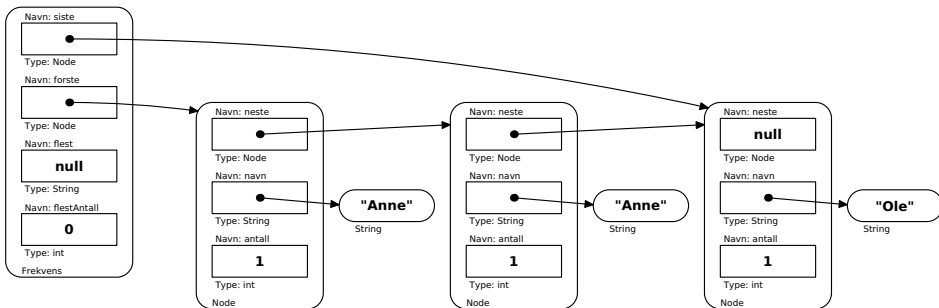 Navn: siste
Type: Node
Navn: forste
Type: Node
Navn: flest
null
Type: String
Navn: flestAntall
0
Type: int
Frekvens
Navn: neste
Type: Node
Navn: navn
Type: String
Navn: antall
1
Type: int
Node
"Anne"
String
Navn: neste
Type: Node
Navn: navn
Type: String
Navn: antall
1
Type: int
Node
"Anne"
String
Navn: neste
null
Type: Node
Navn: navn
Type: String
Navn: antall
1
Type: int
Node
"Ole"
String